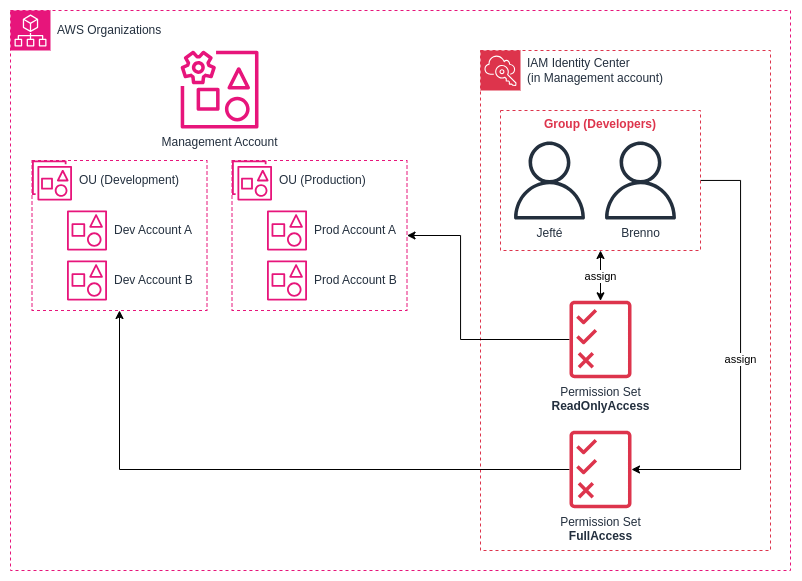 AWS Organizations
IAM Identity Center
(in Management account)
Group (Developers)
Jefté
Brenno
Management Account
OU (Development)
Dev Account A
Dev Account B
OU (Production)
Prod Account A
Prod Account B
assign
assign
Permission Set
ReadOnlyAccess
Permission Set
FullAccess